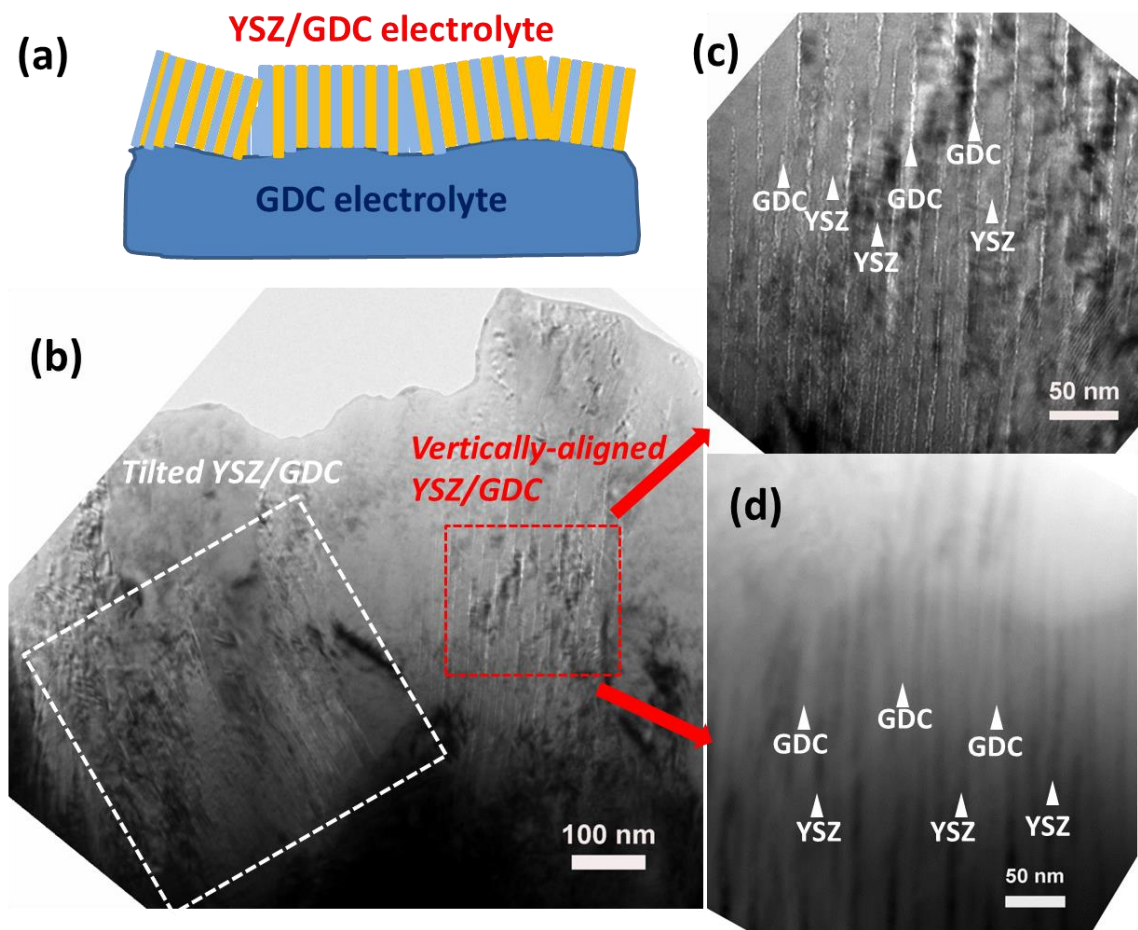 (a)
YSZ/GDC electrolyte
GDC electrolyte
(b)
Tilted YSZ/GDC
Vertically-aligned
YSZ/GDC
100 nm
(c)
GDC
GDC
YSZ
GDC
YSZ
YSZ
50 nm
(d)
GDC
GDC
GDC
YSZ
YSZ
YSZ
50 nm